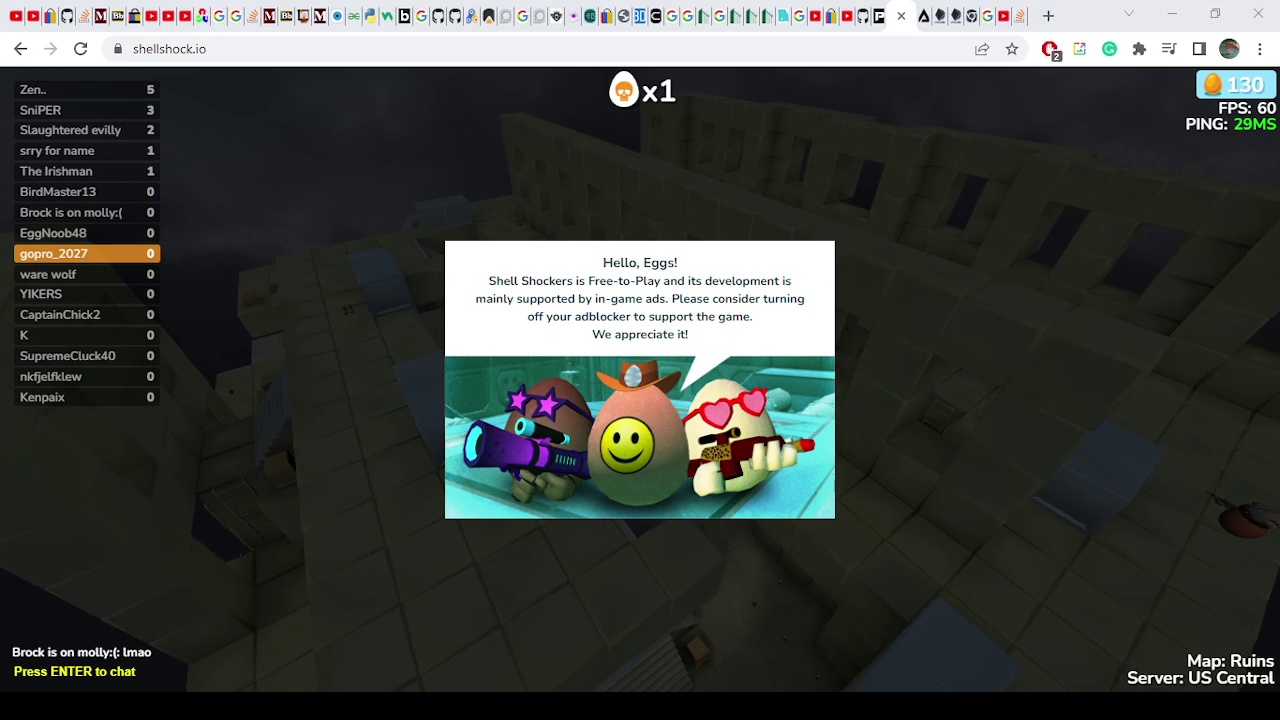 shellshock.io
2
Zen.. 5
SniPER 3
Slaughtered evilly 2
srry for name 1
The Irishman 1
BirdMaster13 0
Brock is on molly:( 0
EggNoob48 0
gopro_2027 0
ware wolf 0
YIKERS 0
CaptainChick2 0
K 0
SupremeCluck40 0
nkfjelfklew 0
Kenpaix 0
x1
130
FPS: 60
PING: 29MS
Hello, Eggs!
Shell Shockers is Free-to-Play and its development is
mainly supported by in-game ads. Please consider turning
off your adblocker to support the game.
We appreciate it!
Brock is on molly:(: lmao
Press ENTER to chat
Map: Ruins
Server: US Central